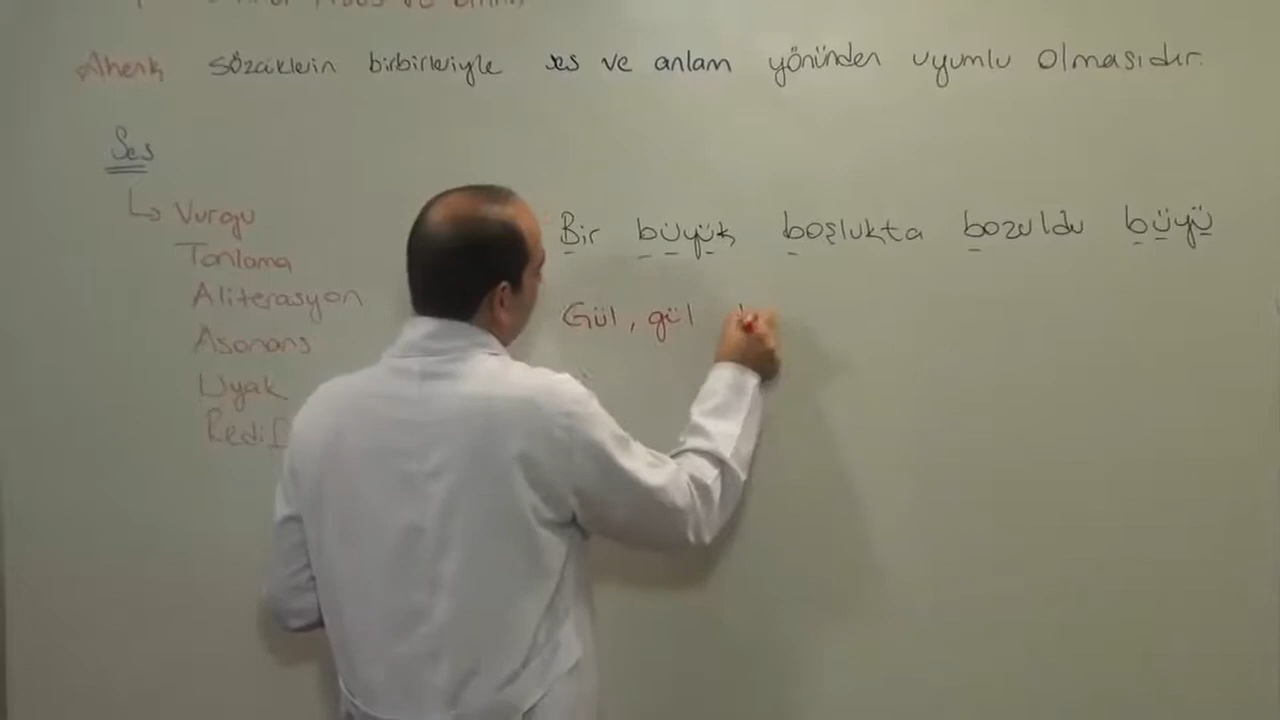 Ahenk sözcüklerin birbirleriyle ses ve anlam yönünden uyumlu olmasıdır.
Ses
↳ Vurgu
Tonlama
Aliterasyon
Asonans
Uyak
Redif
Bir büyük boşlukta bozuldu büyü
Gül, gül